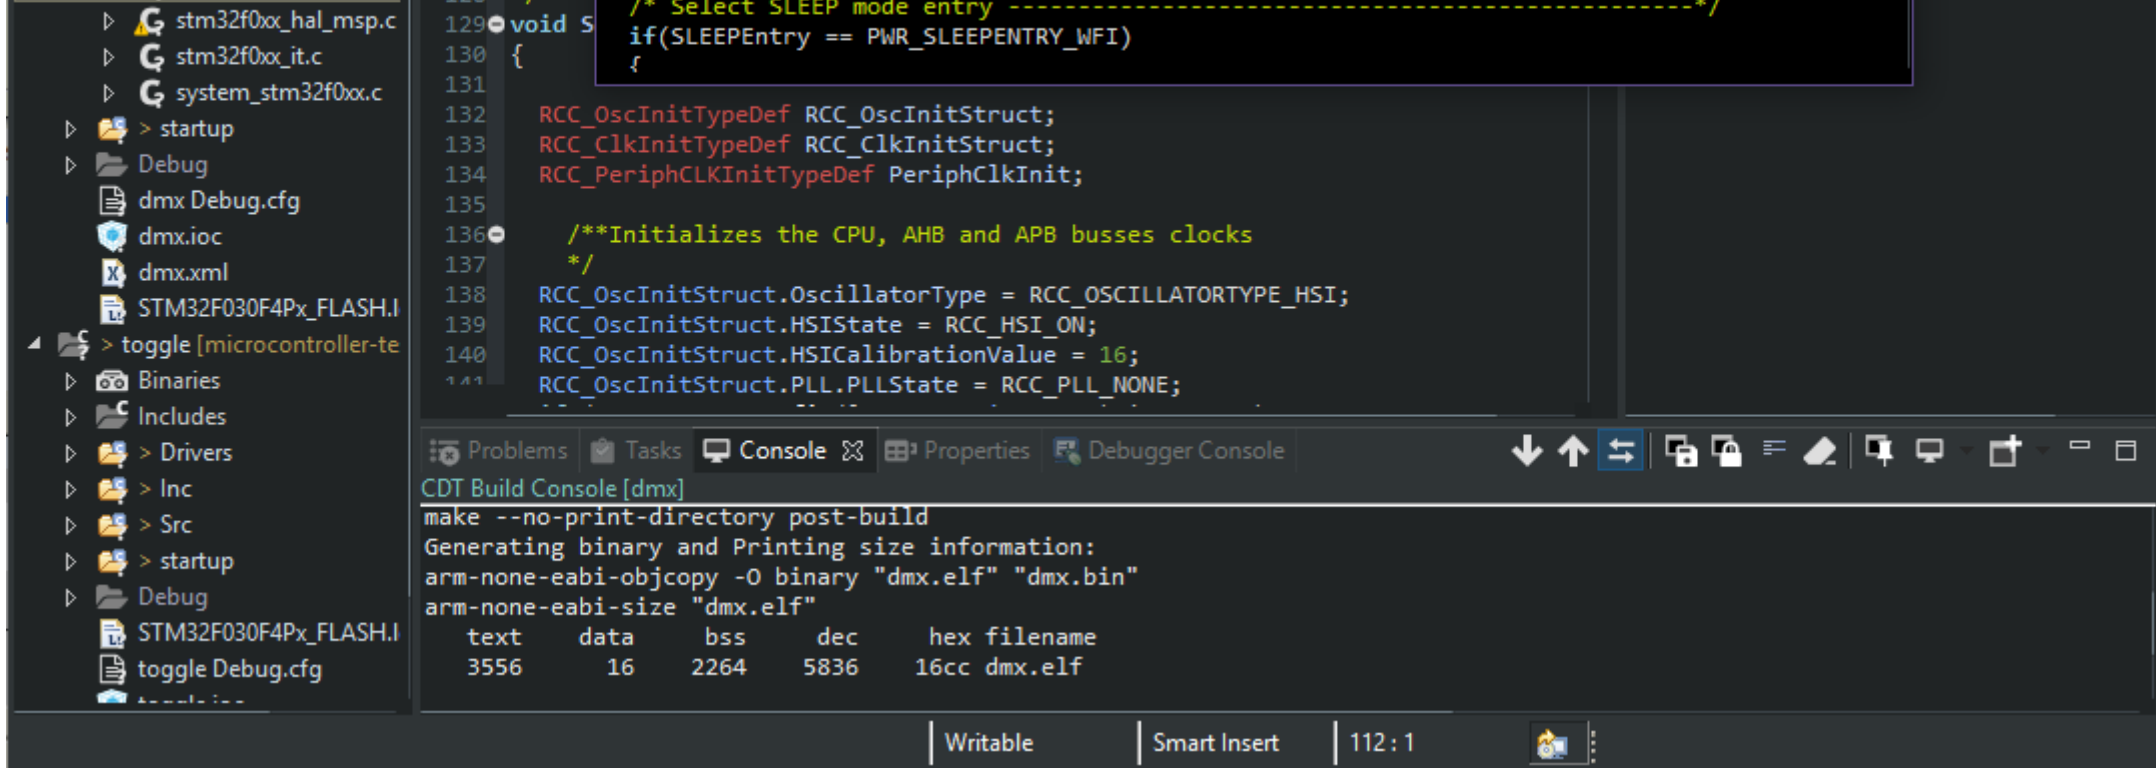 stm32f0xx_hal_msp.c
stm32f0xx_it.c
system_stm32f0xx.c
> startup
Debug
dmx Debug.cfg
dmx.ioc
dmx.xml
STM32F030F4Px_FLASH.l
> toggle [microcontroller-te
Binaries
Includes
> Drivers
> Inc
> Src
> startup
Debug
STM32F030F4Px_FLASH.l
toggle Debug.cfg
toggle.ioc
/* Select SLEEP mode entry -------------------------------------------------*/
if(SLEEPEntry == PWR_SLEEPENTRY_WFI)
{
129 void S
130 {
131
132 RCC_OscInitTypeDef RCC_OscInitStruct;
133 RCC_ClkInitTypeDef RCC_ClkInitStruct;
134 RCC_PeriphCLKInitTypeDef PeriphClkInit;
135
136 /**Initializes the CPU, AHB and APB busses clocks
137 */
138 RCC_OscInitStruct.OscillatorType = RCC_OSCILLATORTYPE_HSI;
139 RCC_OscInitStruct.HSIState = RCC_HSI_ON;
140 RCC_OscInitStruct.HSICalibrationValue = 16;
141 RCC_OscInitStruct.PLL.PLLState = RCC_PLL_NONE;
Problems Tasks Console Properties Debugger Console
CDT Build Console [dmx]
make --no-print-directory post-build
Generating binary and Printing size information:
arm-none-eabi-objcopy -O binary "dmx.elf" "dmx.bin"
arm-none-eabi-size "dmx.elf"
text data bss dec hex filename
3556 16 2264 5836 16cc dmx.elf
Writable Smart Insert 112 : 1